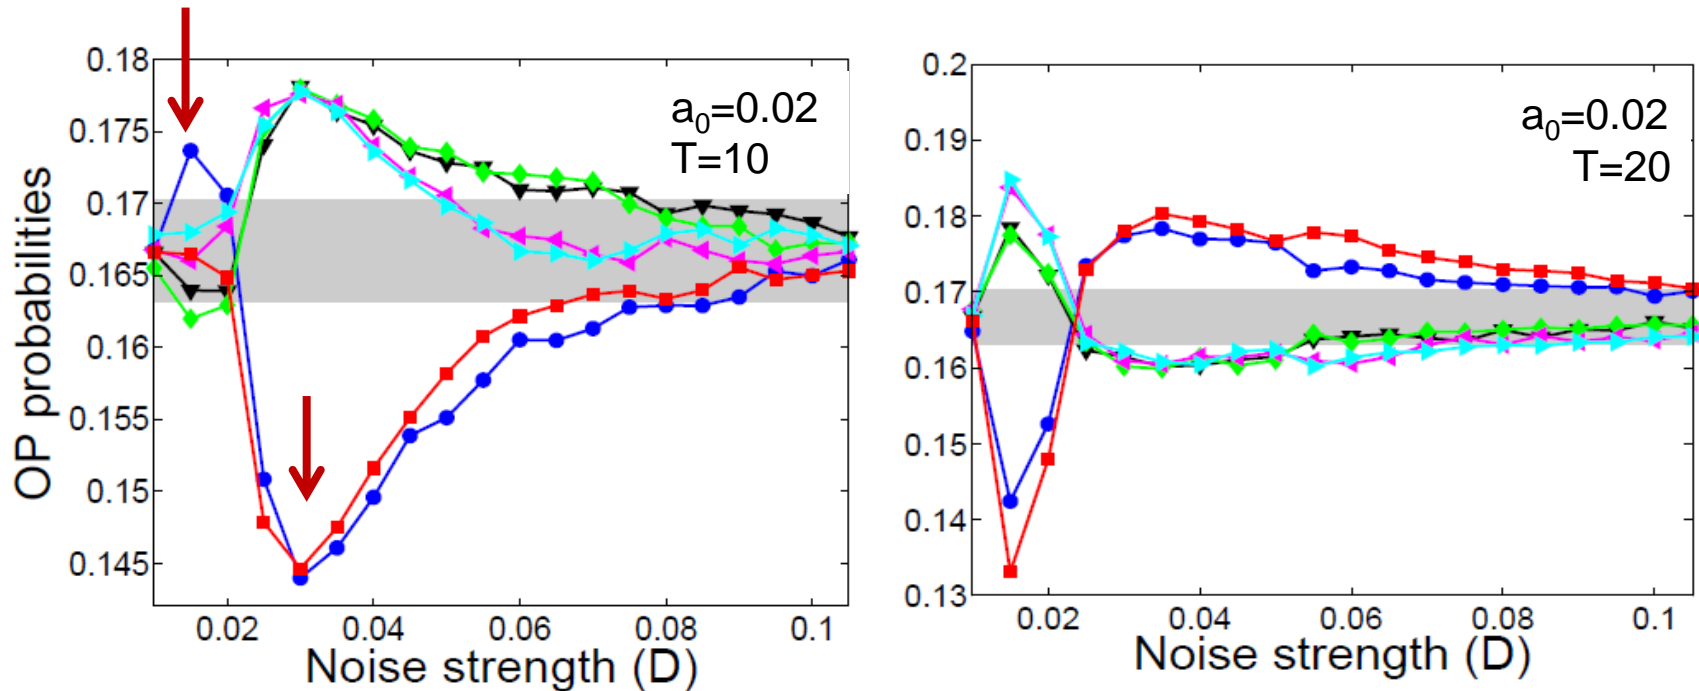 OP probabilities
0.18
0.175
0.17
0.165
0.16
0.155
0.15
0.145
a₀=0.02
T=10
0.02 0.04 0.06 0.08 0.1
Noise strength (D)
0.2
0.19
0.18
0.17
0.16
0.15
0.14
0.13
a₀=0.02
T=20
0.02 0.04 0.06 0.08 0.1
Noise strength (D)